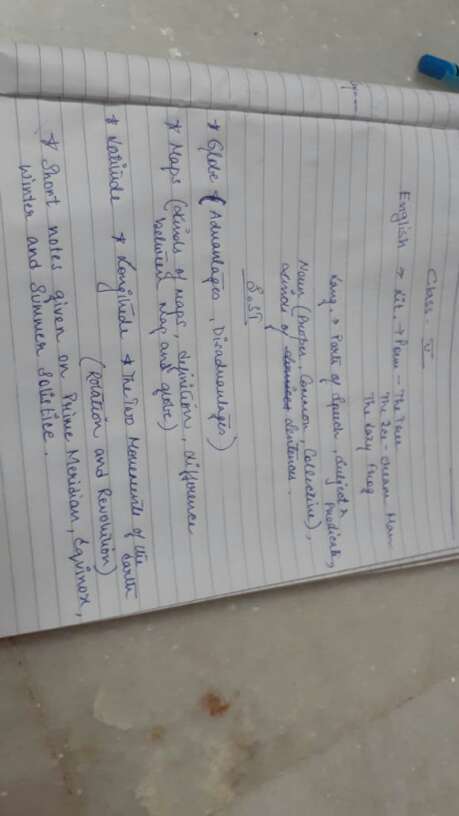 Class V
English → Lit. → Poem - The Tree
The Ice-cream Man
The Lazy Frog
Lang. → Parts of Speech, Subject & Predicate,
Noun (Proper, Common, Collective),
kinds of sentences.
S.ST
* Globe (Advantages, Disadvantages)
* Maps (kinds of maps, definition, difference
between Map and globe)
* Latitude * Longitude * The Two Movements of the Earth
(Rotation and Revolution)
* Short notes given on Prime Meridian, Equinox,
Winter and Summer Solstice.